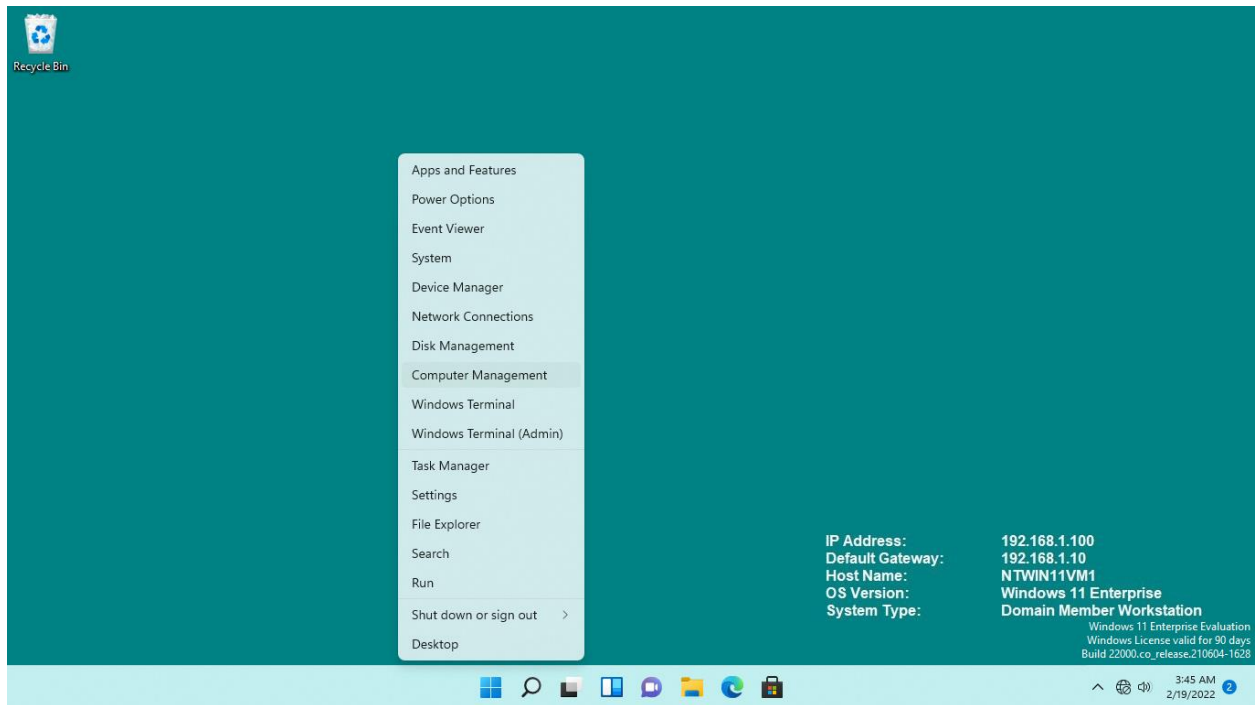 Recycle Bin
Apps and Features
Power Options
Event Viewer
System
Device Manager
Network Connections
Disk Management
Computer Management
Windows Terminal
Windows Terminal (Admin)
Task Manager
Settings
File Explorer
Search
Run
Shut down or sign out
Desktop
IP Address: 192.168.1.100
Default Gateway: 192.168.1.10
Host Name: NTWIN11VM1
OS Version: Windows 11 Enterprise
System Type: Domain Member Workstation
Windows 11 Enterprise Evaluation
Windows License valid for 90 days
Build 22000.co_release.210604-1628
3:45 AM
2/19/2022
2